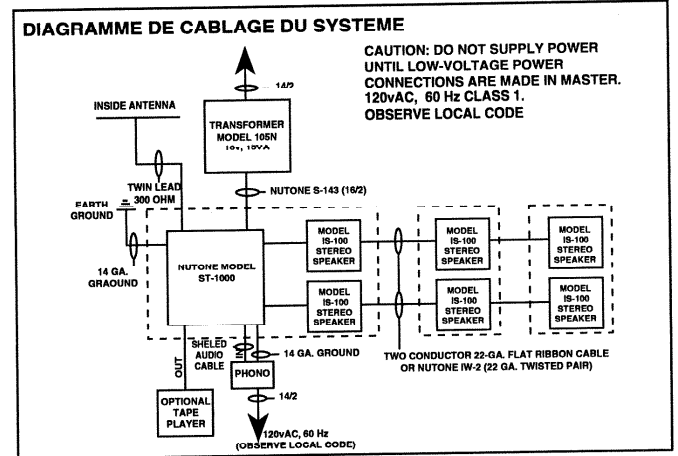 DIAGRAMME DE CABLAGE DU SYSTEME
CAUTION: DO NOT SUPPLY POWER
UNTIL LOW-VOLTAGE POWER
CONNECTIONS ARE MADE IN MASTER.
120vAC, 60 Hz CLASS 1.
OBSERVE LOCAL CODE
14/2
INSIDE ANTENNA
TRANSFORMER
MODEL 105N
16v, 10VA
TWIN LEAD
300 OHM
NUTONE S-143 (16/2)
EARTH
GROUND
14 GA.
GRAOUND
NUTONE MODEL
ST-1000
MODEL
IS-100
STEREO
SPEAKER
MODEL
IS-100
STEREO
SPEAKER
MODEL
IS-100
STEREO
SPEAKER
MODEL
IS-100
STEREO
SPEAKER
MODEL
IS-100
STEREO
SPEAKER
MODEL
IS-100
STEREO
SPEAKER
SHELED
AUDIO
CABLE
IN
14 GA. GROUND
TWO CONDUCTOR 22-GA. FLAT RIBBON CABLE
OR NUTONE IW-2 (22 GA. TWISTED PAIR)
OUT
PHONO
14/2
OPTIONAL
TAPE
PLAYER
120vAC, 60 Hz
(OBSERVE LOCAL CODE)